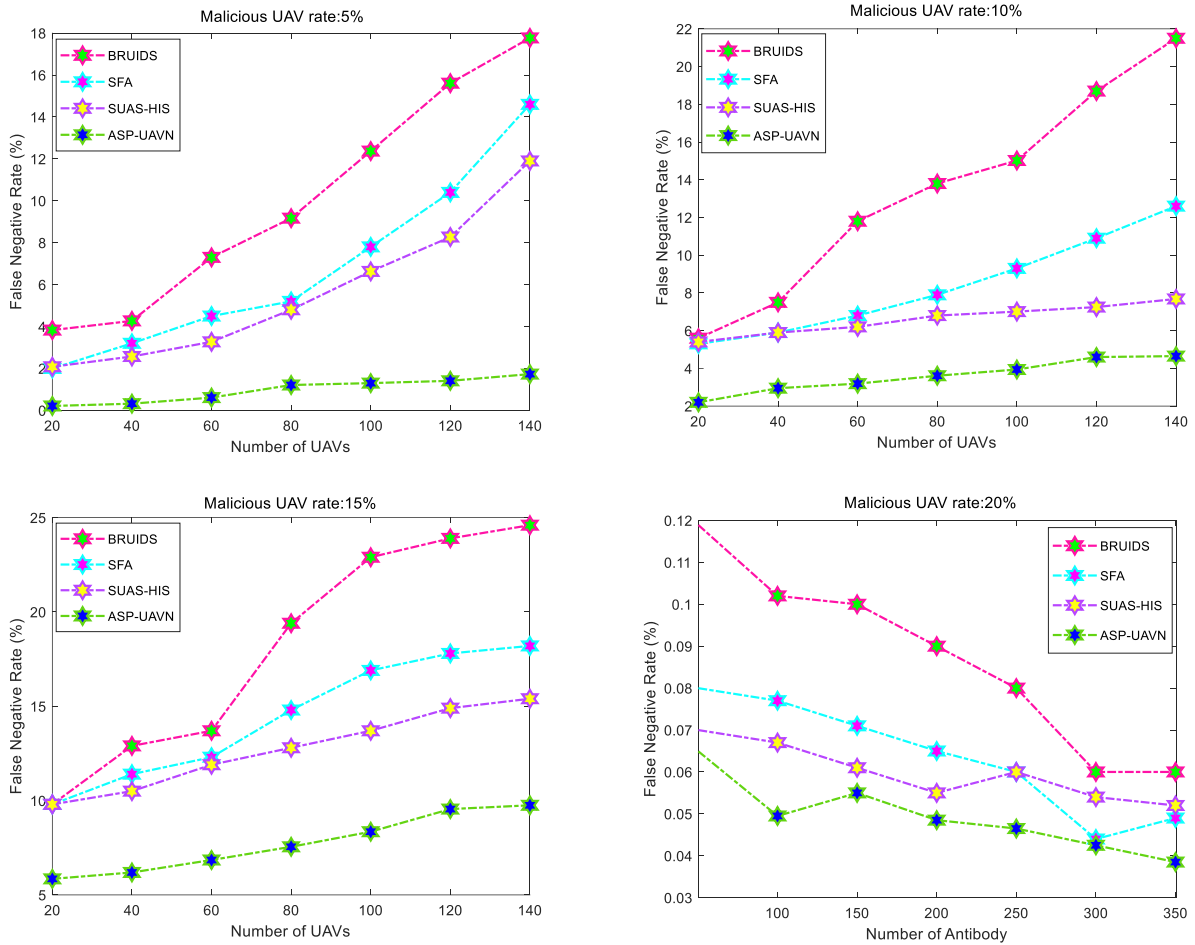 Malicious UAV rate:5%
18
16
14
12
10
8
6
4
2
0
False Negative Rate (%)
BRUIDS
SFA
SUAS-HIS
ASP-UAVN
20 40 60 80 100 120 140
Number of UAVs
Malicious UAV rate:10%
22
20
18
16
14
12
10
8
6
4
2
False Negative Rate (%)
BRUIDS
SFA
SUAS-HIS
ASP-UAVN
20 40 60 80 100 120 140
Number of UAVs
Malicious UAV rate:15%
25
20
15
10
5
False Negative Rate (%)
BRUIDS
SFA
SUAS-HIS
ASP-UAVN
20 40 60 80 100 120 140
Number of UAVs
Malicious UAV rate:20%
0.12
0.11
0.1
0.09
0.08
0.07
0.06
0.05
0.04
0.03
False Negative Rate (%)
BRUIDS
SFA
SUAS-HIS
ASP-UAVN
100 150 200 250 300 350
Number of Antibody